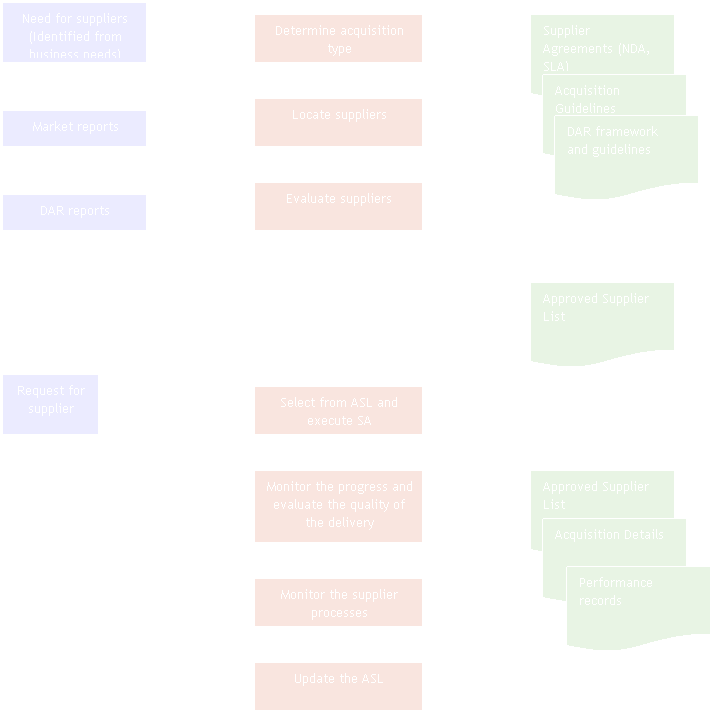 Need for suppliers
(Identified from
business needs)
Determine acquisition
type
Supplier
Agreements (NDA,
SLA)
Acquisition
Guidelines
Market reports
Locate suppliers
DAR framework
and guidelines
DAR reports
Evaluate suppliers
Approved Supplier
List
Request for
supplier
Select from ASL and
execute SA
Monitor the progress and
evaluate the quality of
the delivery
Approved Supplier
List
Acquisition Details
Monitor the supplier
processes
Performance
records
Update the ASL